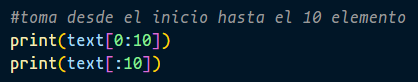 #toma desde el inicio hasta el 10 elemento
print(text[0:10])
print(text[:10])